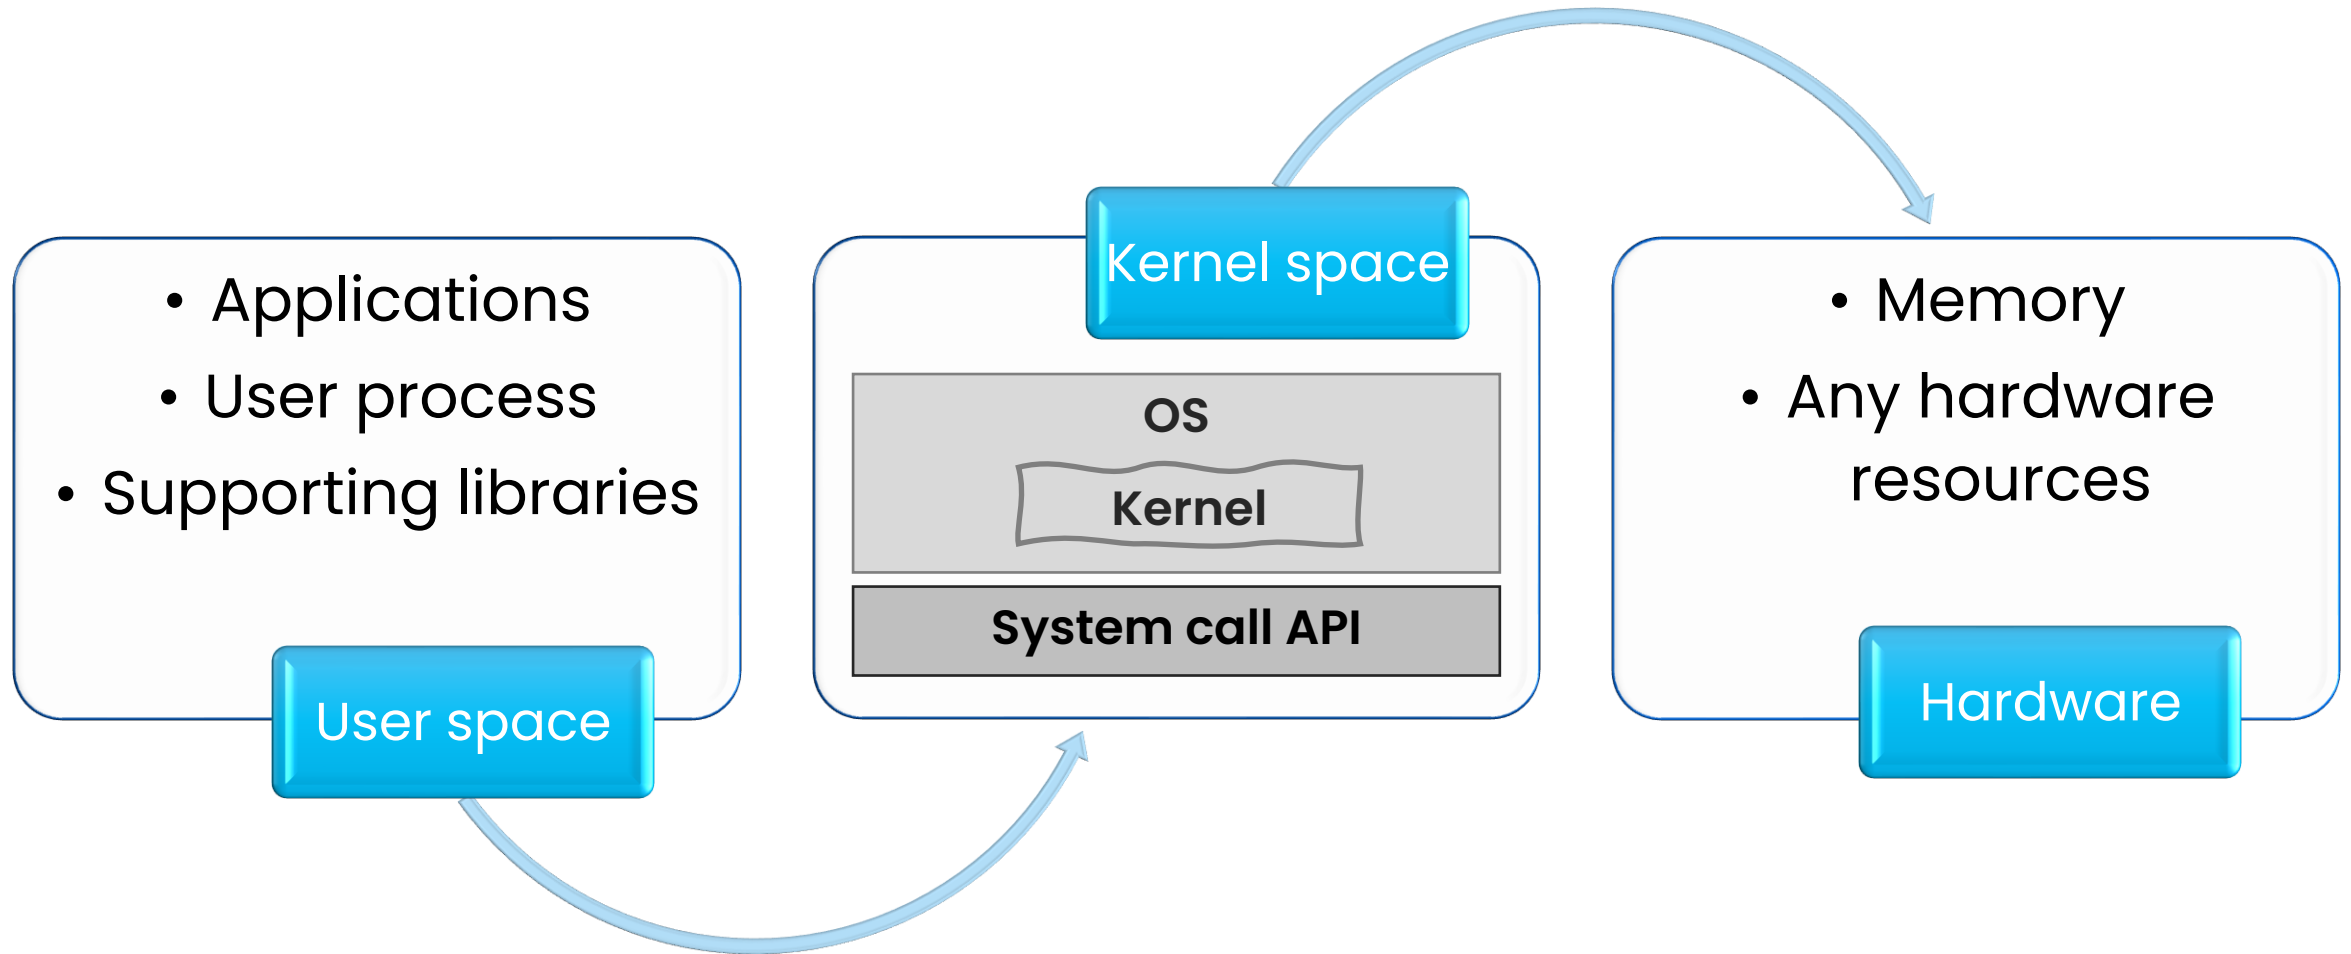 • Applications
• User process
• Supporting libraries
User space
Kernel space
OS
Kernel
System call API
• Memory
• Any hardware
resources
Hardware